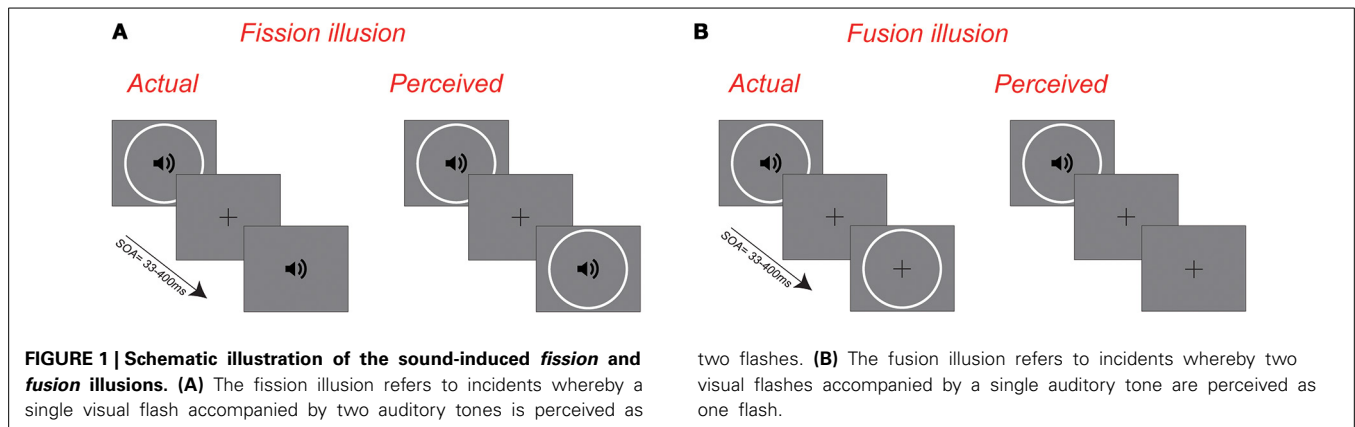 A Fission illusion
Actual Perceived
SOA= 33-400ms
B Fusion illusion
Actual Perceived
SOA= 33-400ms
FIGURE 1 | Schematic illustration of the sound-induced fission and
fusion illusions. (A) The fission illusion refers to incidents whereby a
single visual flash accompanied by two auditory tones is perceived as
two flashes. (B) The fusion illusion refers to incidents whereby two
visual flashes accompanied by a single auditory tone are perceived as
one flash.